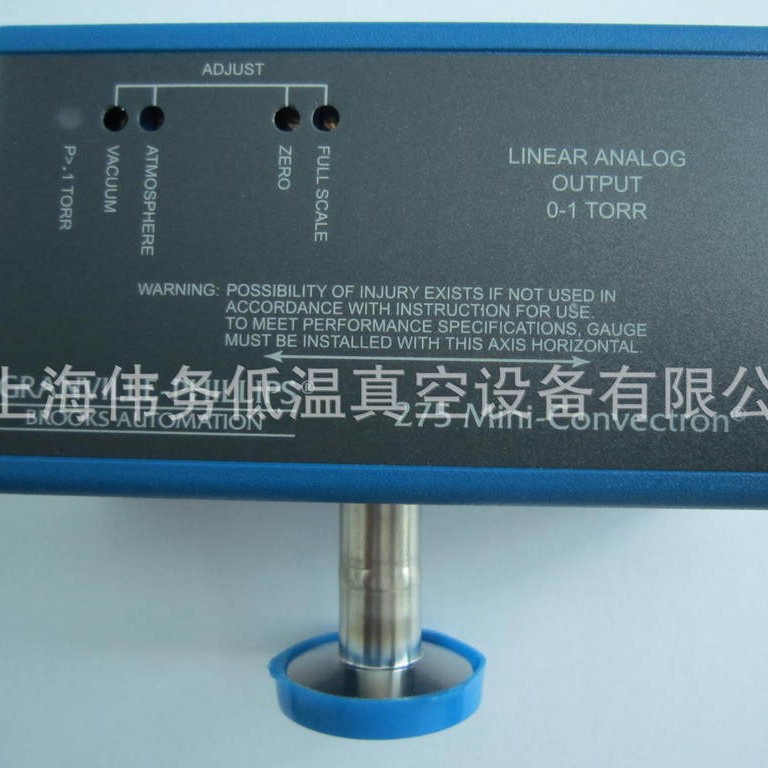 ADJUST
P>.1 TORR
VACUUM
ATMOSPHERE
ZERO
FULL SCALE
LINEAR ANALOG
OUTPUT
0-1 TORR
WARNING: POSSIBILITY OF INJURY EXISTS IF NOT USED IN
ACCORDANCE WITH INSTRUCTION FOR USE.
TO MEET PERFORMANCE SPECIFICATIONS, GAUGE
MUST BE INSTALLED WITH THIS AXIS HORIZONTAL.
上海伟务低温真空设备有限公
GRANVILLE-PHILLIPS®
BROOKS AUTOMATION
275 Mini-Convectron®